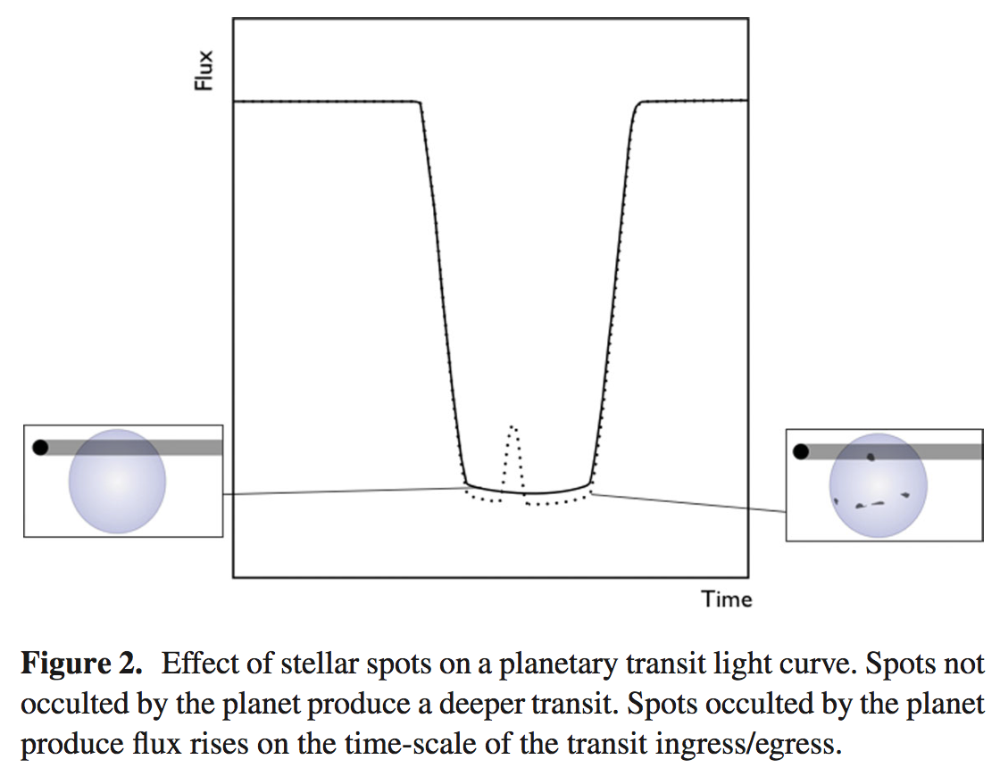 Flux
Time
Figure 2. Effect of stellar spots on a planetary transit light curve. Spots not
occulted by the planet produce a deeper transit. Spots occulted by the planet
produce flux rises on the time-scale of the transit ingress/egress.